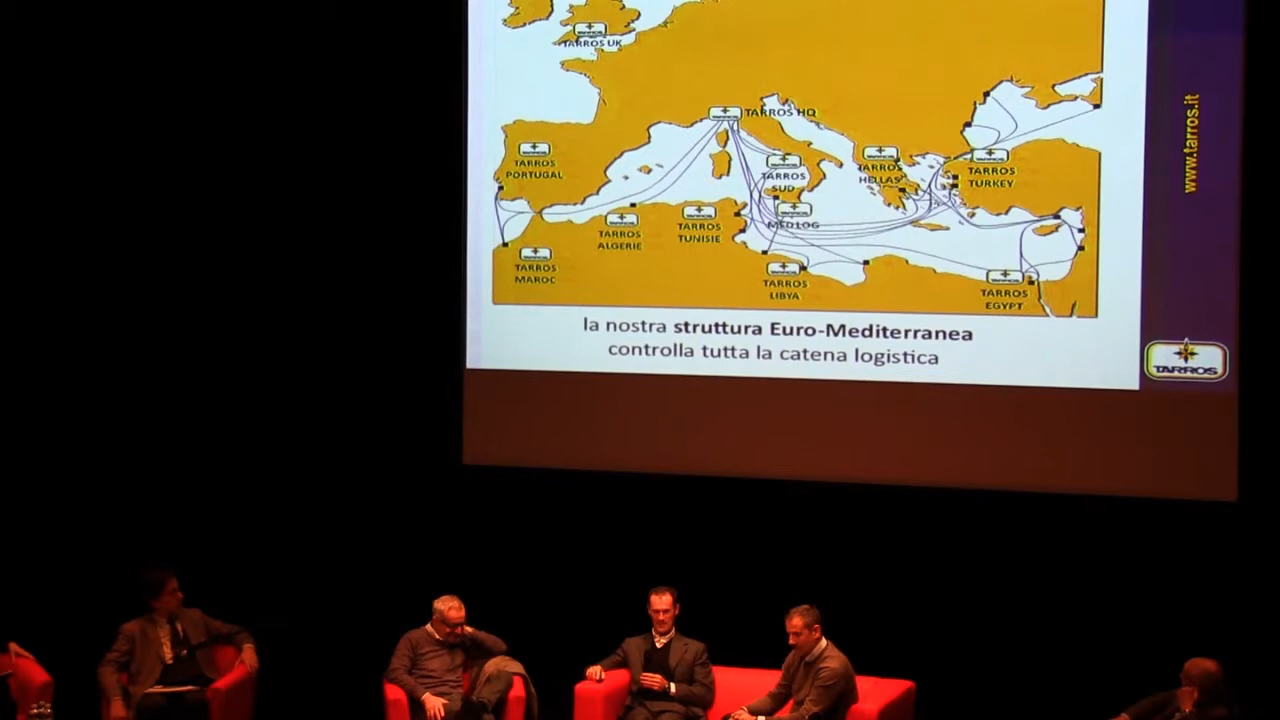 TARROS UK
TARROS HQ
TARROS
PORTUGAL
TARROS
SUD
TARROS
HELLAS
TARROS
TURKEY
TARROS
ALGERIE
TARROS
TUNISIE
MEDLOG
TARROS
MAROC
TARROS
LIBYA
TARROS
EGYPT
la nostra struttura Euro-Mediterranea
controlla tutta la catena logistica
www.tarros.it
TARROS